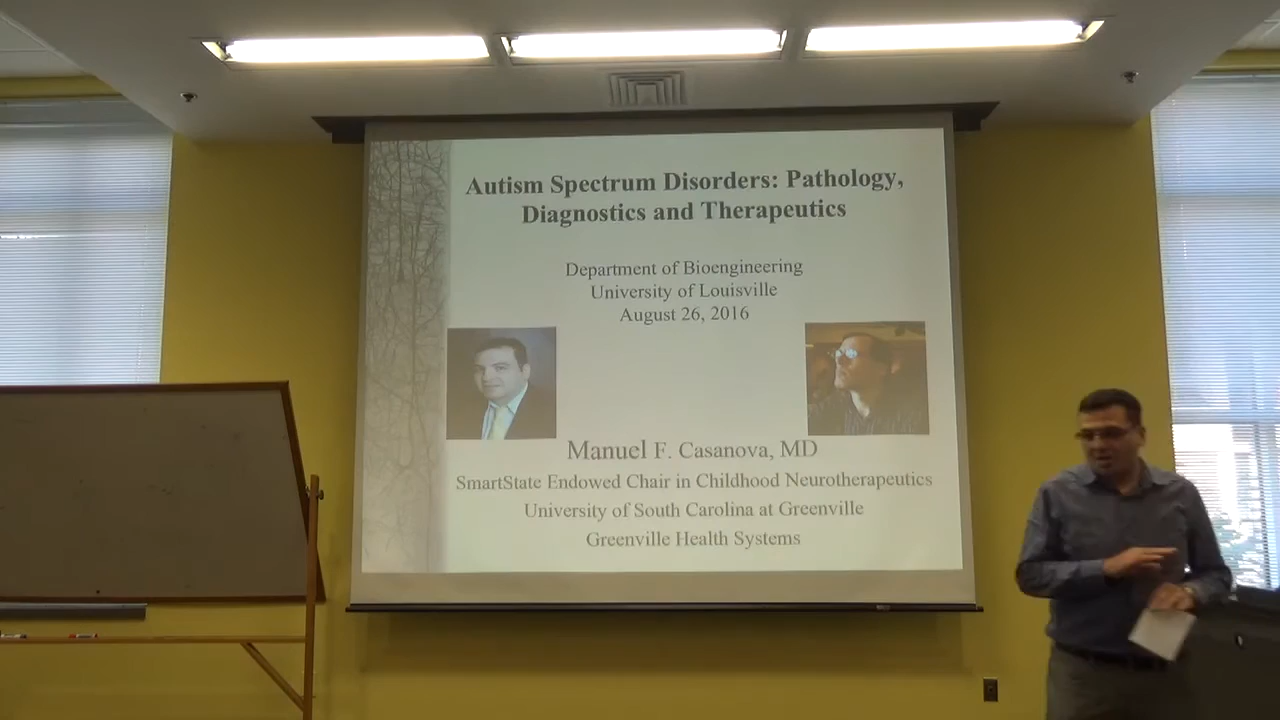 Autism Spectrum Disorders: Pathology,
Diagnostics and Therapeutics
Department of Bioengineering
University of Louisville
August 26, 2016
Manuel F. Casanova, MD
SmartState Endowed Chair in Childhood Neurotherapeutics
University of South Carolina at Greenville
Greenville Health Systems